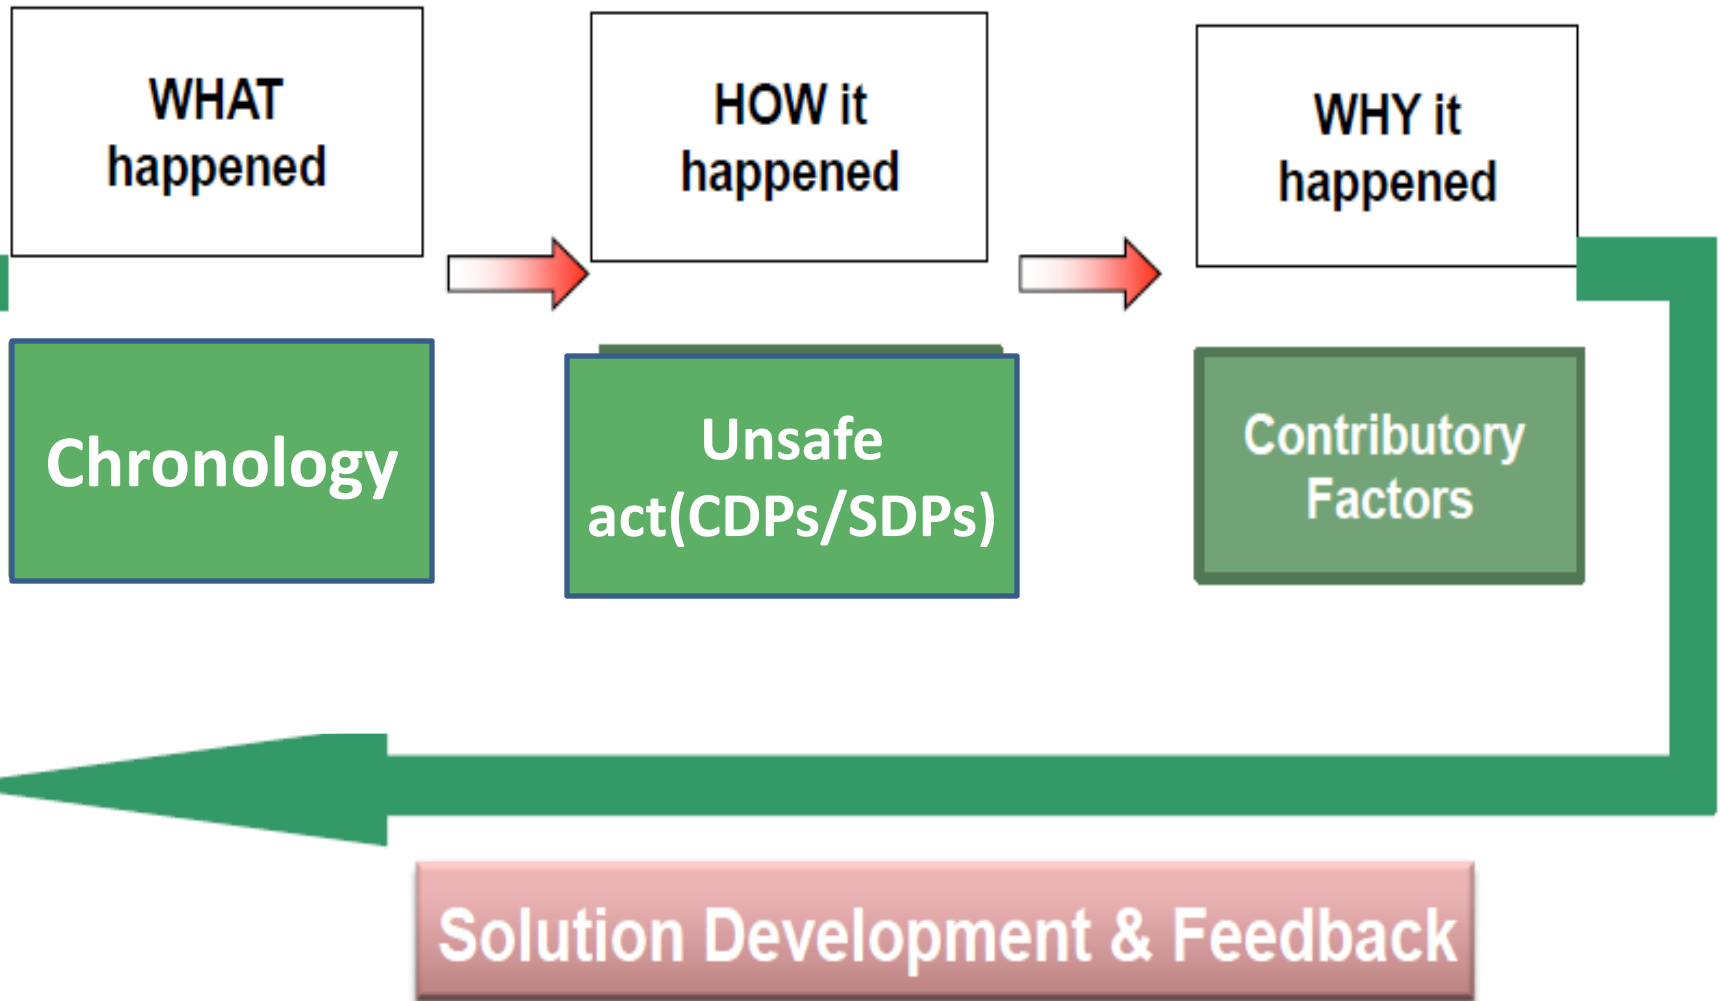 WHAT
happened
HOW it
happened
WHY it
happened
Chronology
Unsafe
act(CDPs/SDPs)
Contributory
Factors
Solution Development & Feedback